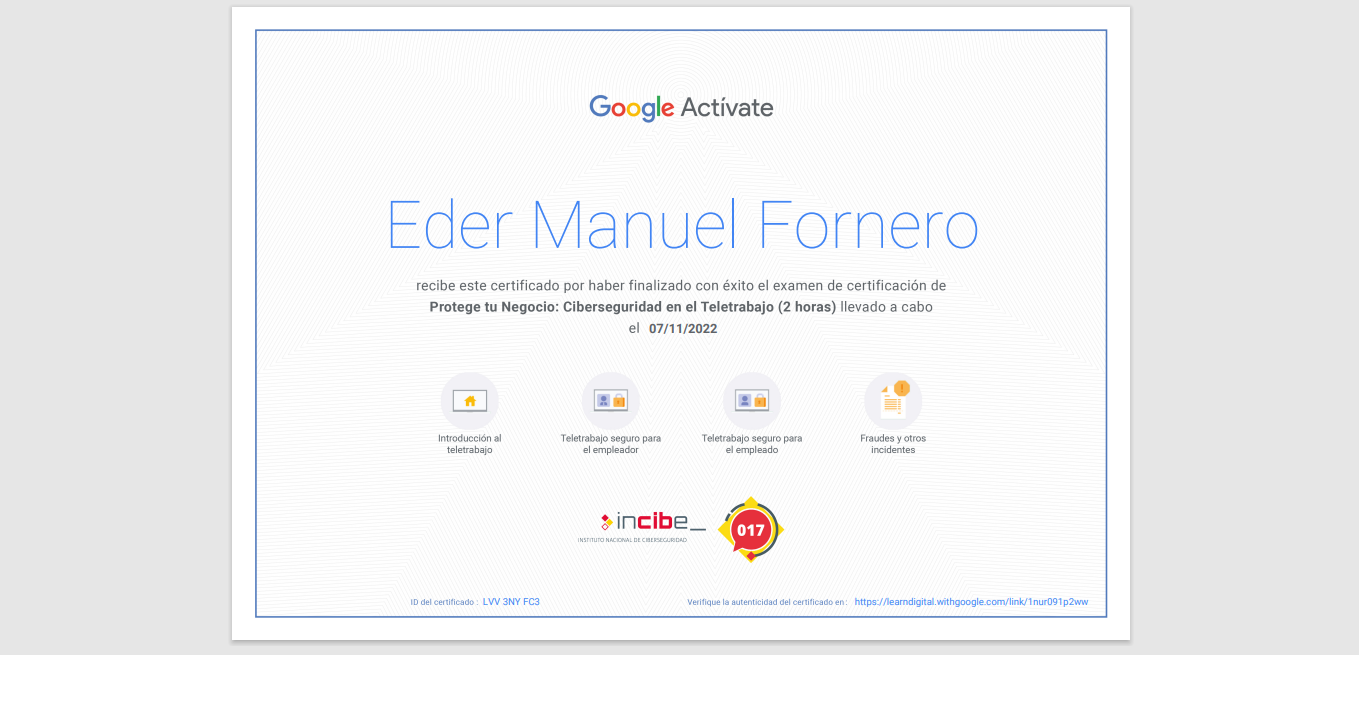 Google Actívate
Eder Manuel Fornero
recibe este certificado por haber finalizado con éxito el examen de certificación de
Protege tu Negocio: Ciberseguridad en el Teletrabajo (2 horas) llevado a cabo
el 07/11/2022
Introducción al
teletrabajo
Teletrabajo seguro para
el empleador
Teletrabajo seguro para
el empleado
Fraudes y otros
incidentes
incibe_
INSTITUTO NACIONAL DE CIBERSEGURIDAD
017
ID del certificado : LVV 3NY FC3
Verifique la autenticidad del certificado en : https://learndigital.withgoogle.com/link/1nur091p2ww